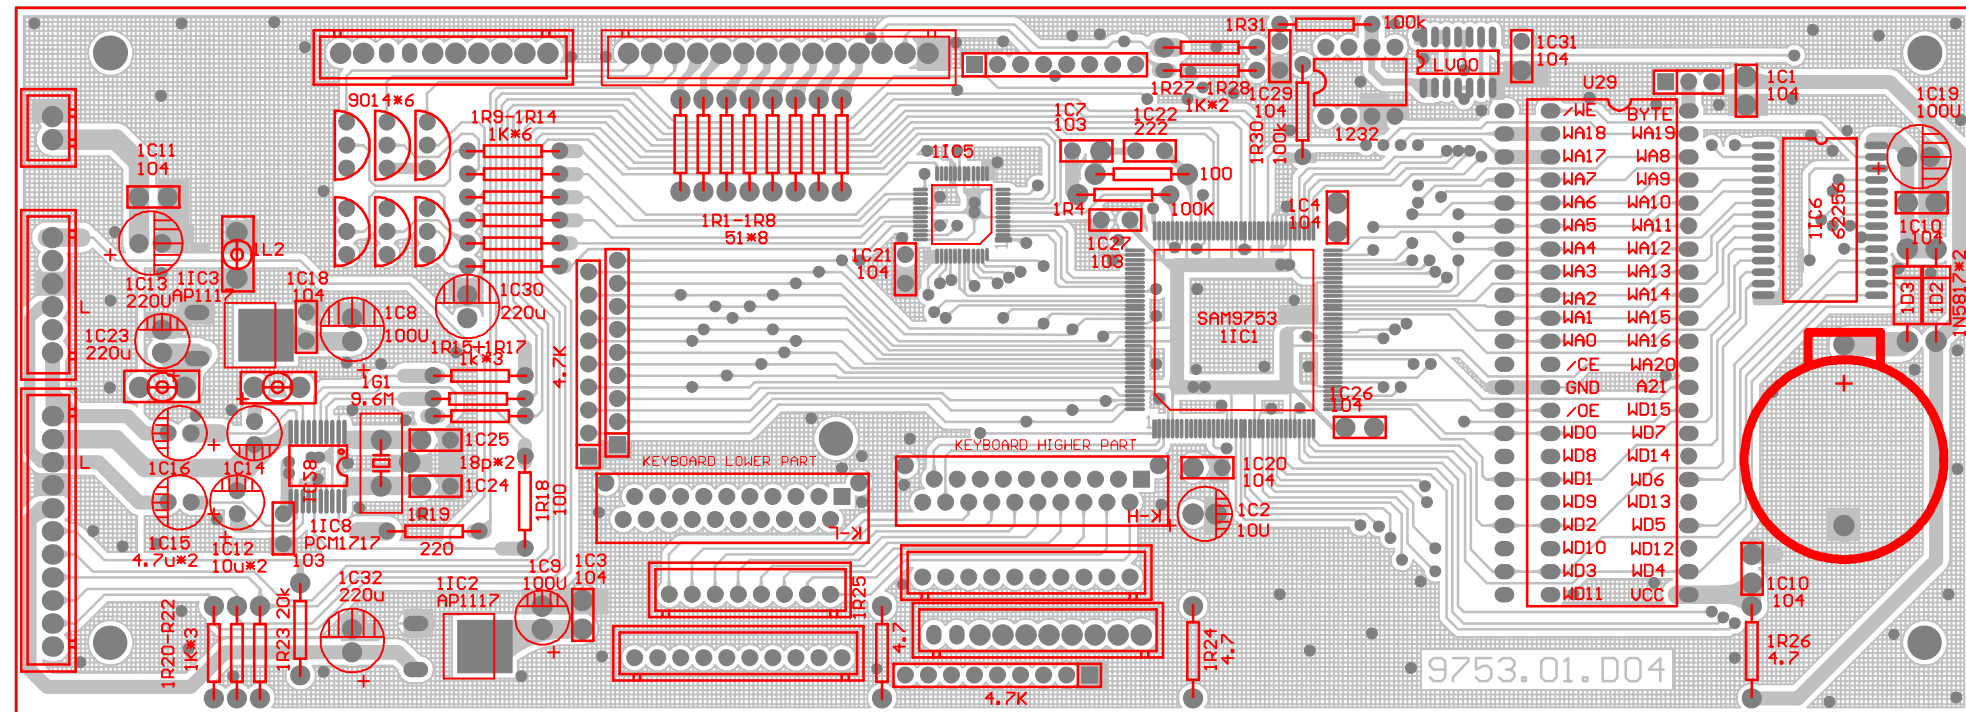 1R31
100k
1C31
104
LV00
9014*6
U29
1C1
104
1C19
100U
1R27-1R28
1K*2
1C29
104
1R9-1R14
1K*6
1C7
103
1C22
222
/WE
BYTE
1232
WA18
WA19
1R30
100k
1C11
104
1IC5
WA17
WA8
100
WA7
WA9
1R4
100K
WA6
WA10
1C4
104
1IC6
62256
1R1-1R8
51*8
WA5
WA11
1C10
104
1L2
WA4
WA12
1C27
103
1C21
104
1C13
220U
1IC3
AP1117
1C18
104
WA3
WA13
1C30
220u
1D3
1D2
1N5817*2
WA2
WA14
L
1C8
100U
SAM9753
1IC1
WA1
WA15
1C23
220u
WA0
WA16
1R15+1R17
1k*3
4.7K
/CE
WA20
1G1
9.6M
GND
A21
1C26
104
/OE
WD15
WD0
WD7
1C25
18p*2
1C24
KEYBOARD LOWER PART
KEYBOARD HIGHER PART
WD8
WD14
L
1C16
1C14
1C20
104
WD1
WD6
1R18
100
WD9
WD13
1R19
220
K-L
K-H
1C2
10U
WD2
WD5
1IC8
PCM1717
103
1C15
4.7u*2
1C12
10u*2
WD10
WD12
1C9
100U
1C3
104
WD3
WD4
1C32
220u
1IC2
AP1117
WD11
VCC
1C10
104
1R20-R22
1K*3
1R23
20k
1R25
4.7
1R24
4.7
1R26
4.7
9753.01.D04
4.7K